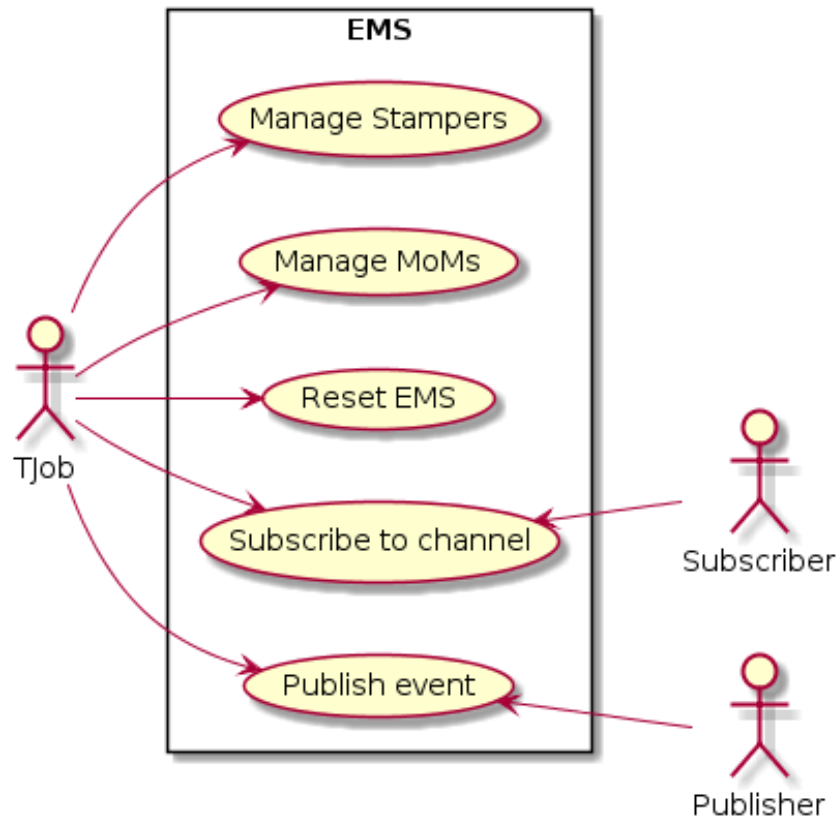 EMS
Manage Stampers
Manage MoMs
Reset EMS
TJob
Subscribe to channel
Subscriber
Publish event
Publisher